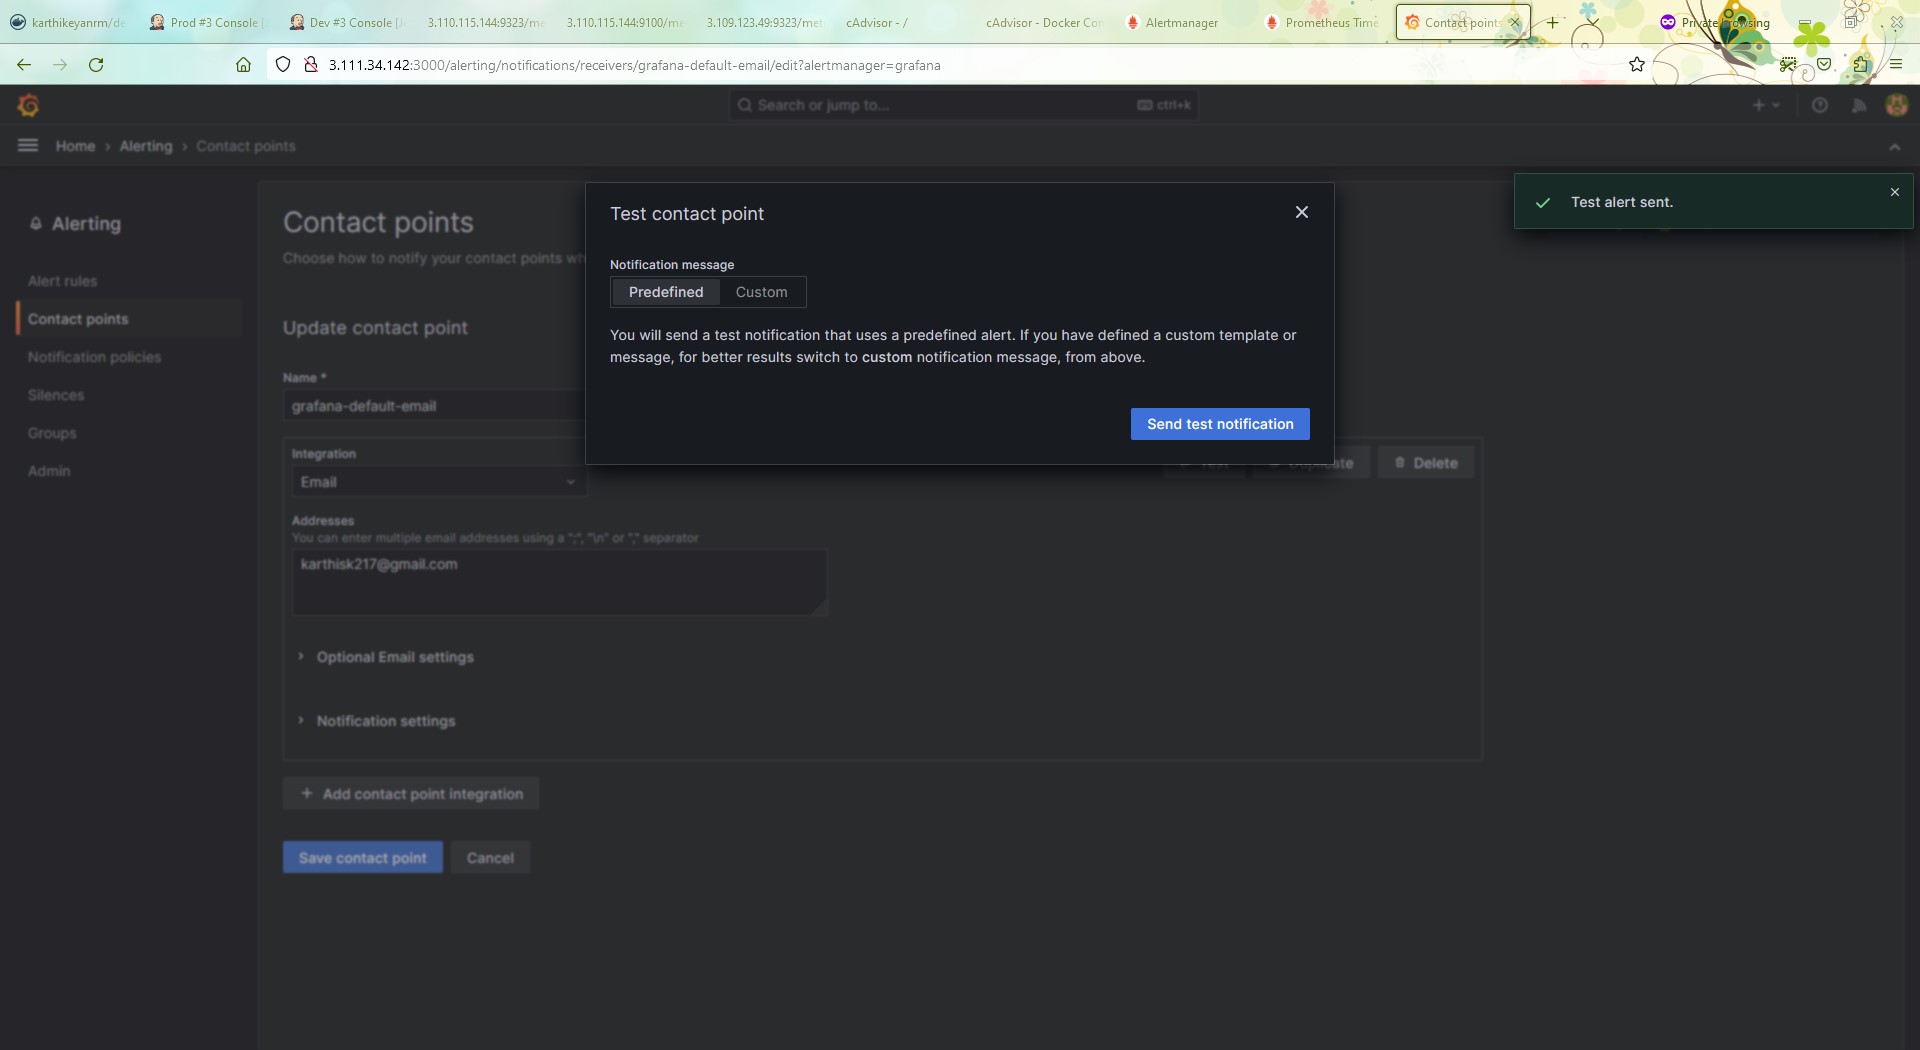 karthikeyanrm/de
Prod #3 Console [
Dev #3 Console [Je
3.110.115.144:9323/me
3.110.115.144:9100/me
3.109.123.49:9323/met
cAdvisor - /
cAdvisor - Docker Con
Alertmanager
Prometheus Time
Contact points
Private browsing
3.111.34.142:3000/alerting/notifications/receivers/grafana-default-email/edit?alertmanager=grafana
Search or jump to...
ctrl+k
Home
Alerting
Contact points
Alerting
Alert rules
Contact points
Notification policies
Silences
Groups
Admin
Contact points
Choose how to notify your contact points wh
Update contact point
Name *
grafana-default-email
Integration
Email
Test
Duplicate
Delete
Addresses
You can enter multiple email addresses using a ";", "\n" or "," separator
karthisk217@gmail.com
Optional Email settings
Notification settings
Add contact point integration
Save contact point
Cancel
Test contact point
Notification message
Predefined
Custom
You will send a test notification that uses a predefined alert. If you have defined a custom template or
message, for better results switch to custom notification message, from above.
Send test notification
Test alert sent.